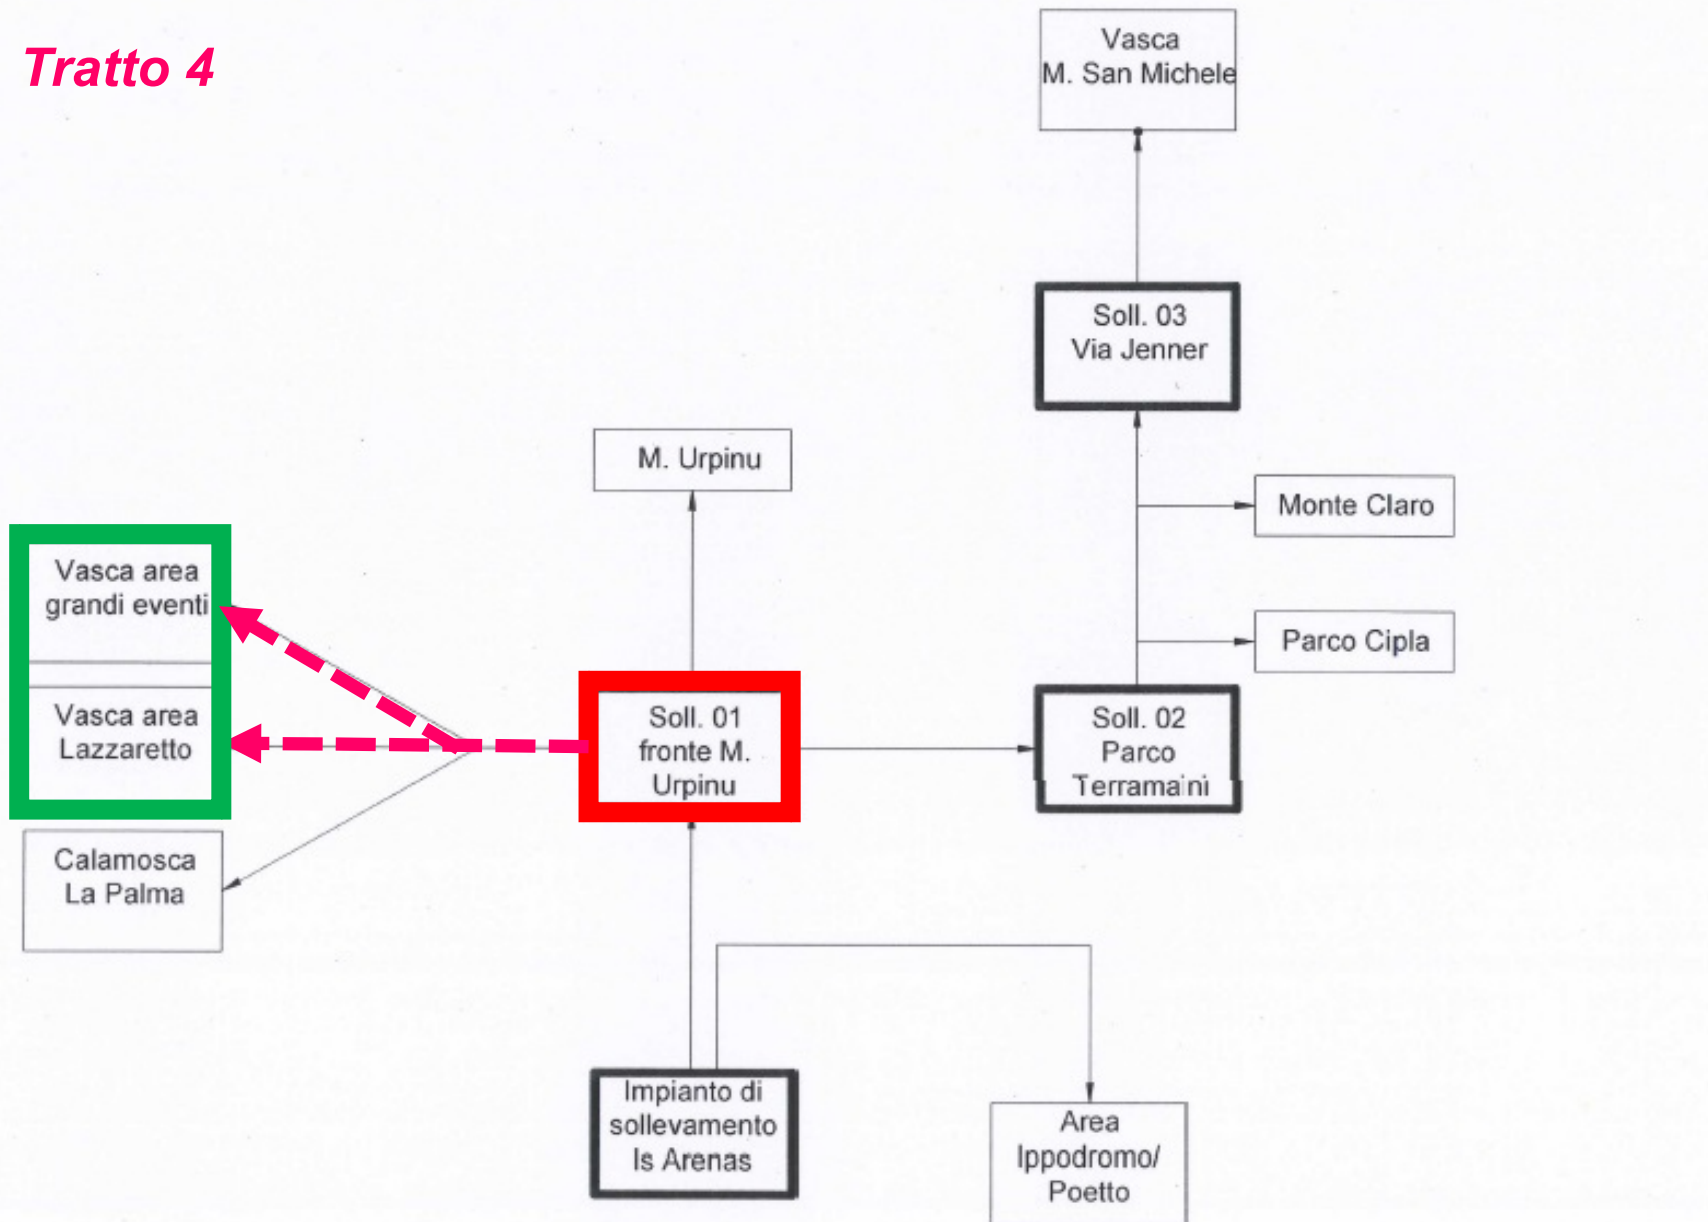 Tratto 4
Vasca
M. San Michele
Soll. 03
Via Jenner
M. Urpinu
Monte Claro
Vasca area
grandi eventi
Parco Cipla
Vasca area
Lazzaretto
Soll. 01
fronte M.
Urpinu
Soll. 02
Parco
Terramaini
Calamosca
La Palma
Impianto di
sollevamento
Is Arenas
Area
Ippodromo/
Poetto